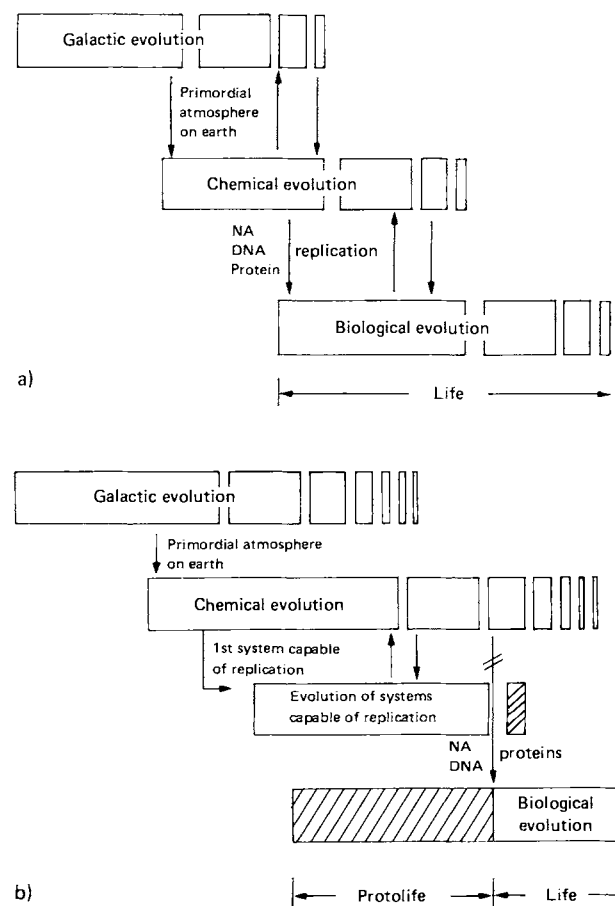 Galactic evolution
Primordial
atmosphere
on earth
Chemical evolution
NA
DNA
Protein
replication
Biological evolution
a)
Life
Galactic evolution
Primordial atmosphere
on earth
Chemical evolution
1st system capable
of replication
Evolution of systems
capable of replication
NA
DNA
proteins
Biological
evolution
b)
Protolife
Life